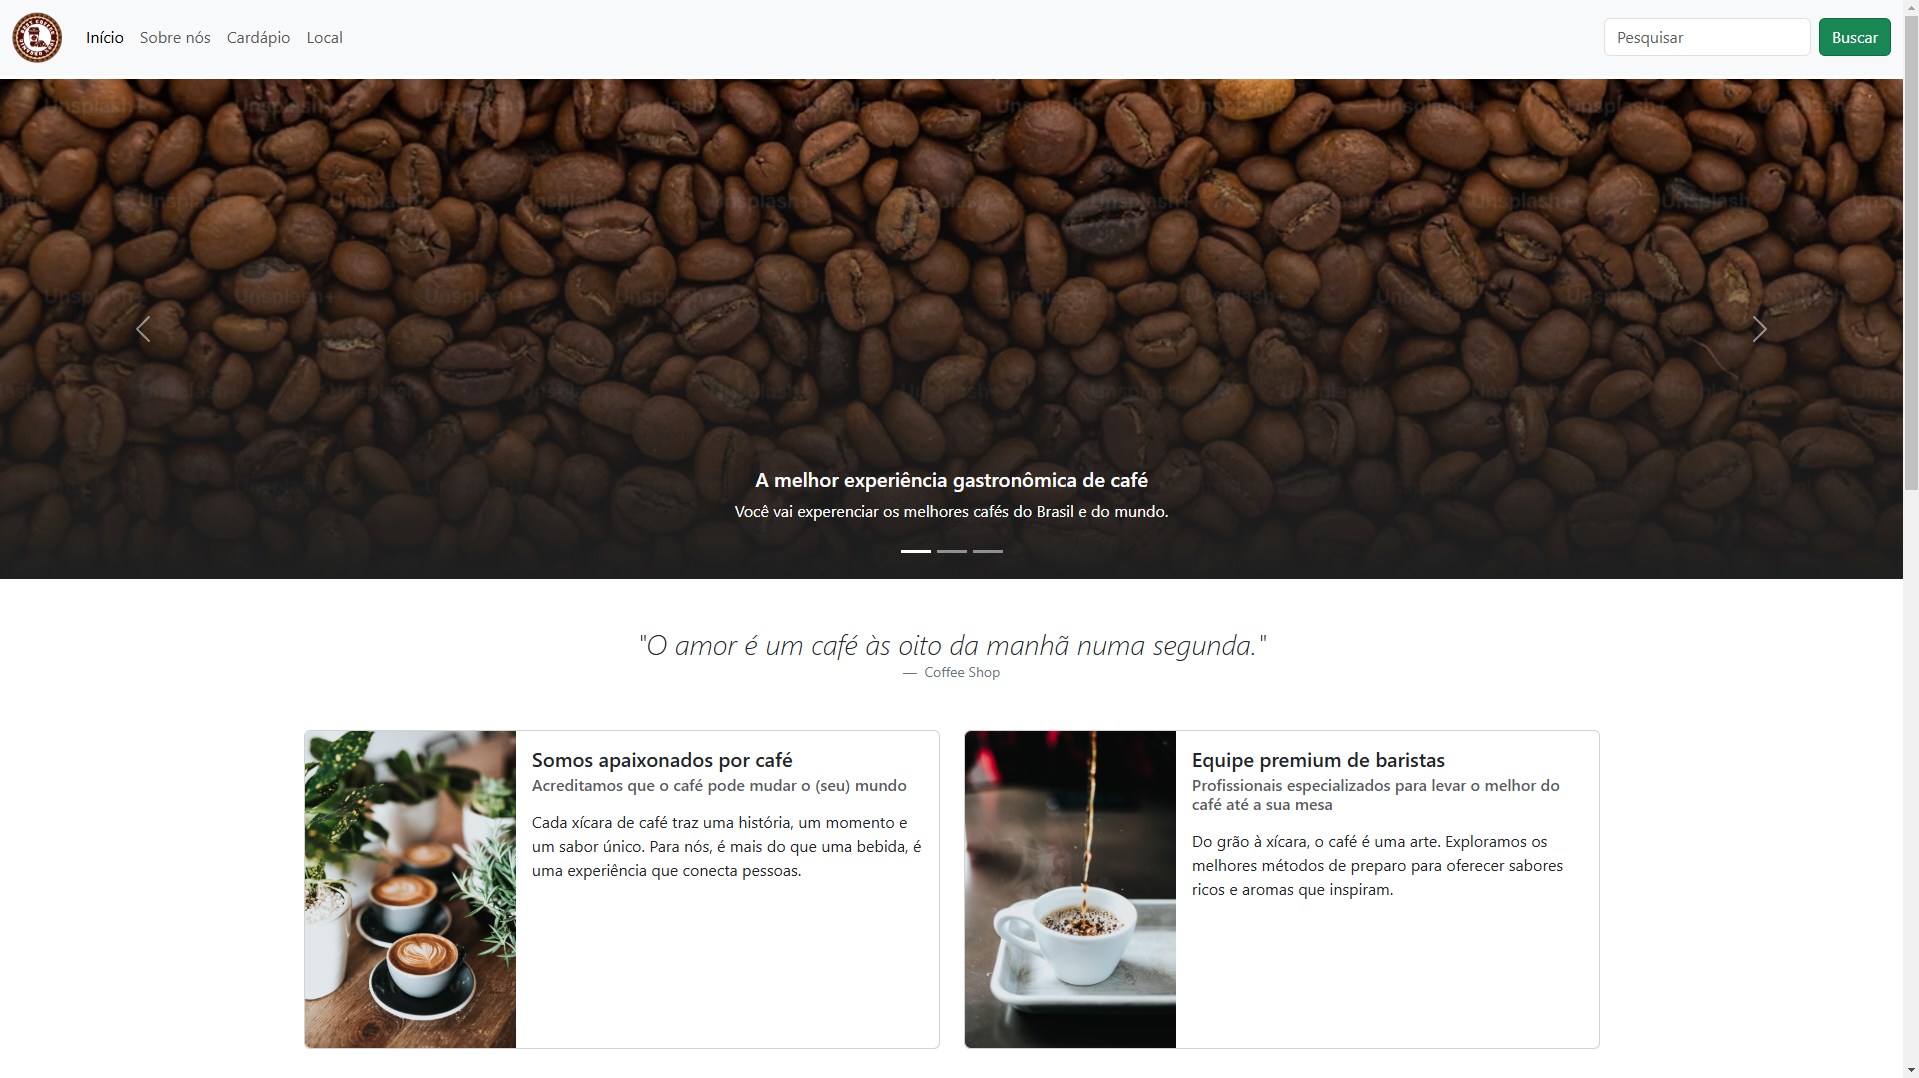 Início Sobre nós Cardápio Local Pesquisar Buscar
A melhor experiência gastronômica de café
Você vai experenciar os melhores cafés do Brasil e do mundo.
"O amor é um café às oito da manhã numa segunda."
— Coffee Shop
Somos apaixonados por café
Acreditamos que o café pode mudar o (seu) mundo
Cada xícara de café traz uma história, um momento e
um sabor único. Para nós, é mais do que uma bebida, é
uma experiência que conecta pessoas.
Equipe premium de baristas
Profissionais especializados para levar o melhor do
café até a sua mesa
Do grão à xícara, o café é uma arte. Exploramos os
melhores métodos de preparo para oferecer sabores
ricos e aromas que inspiram.